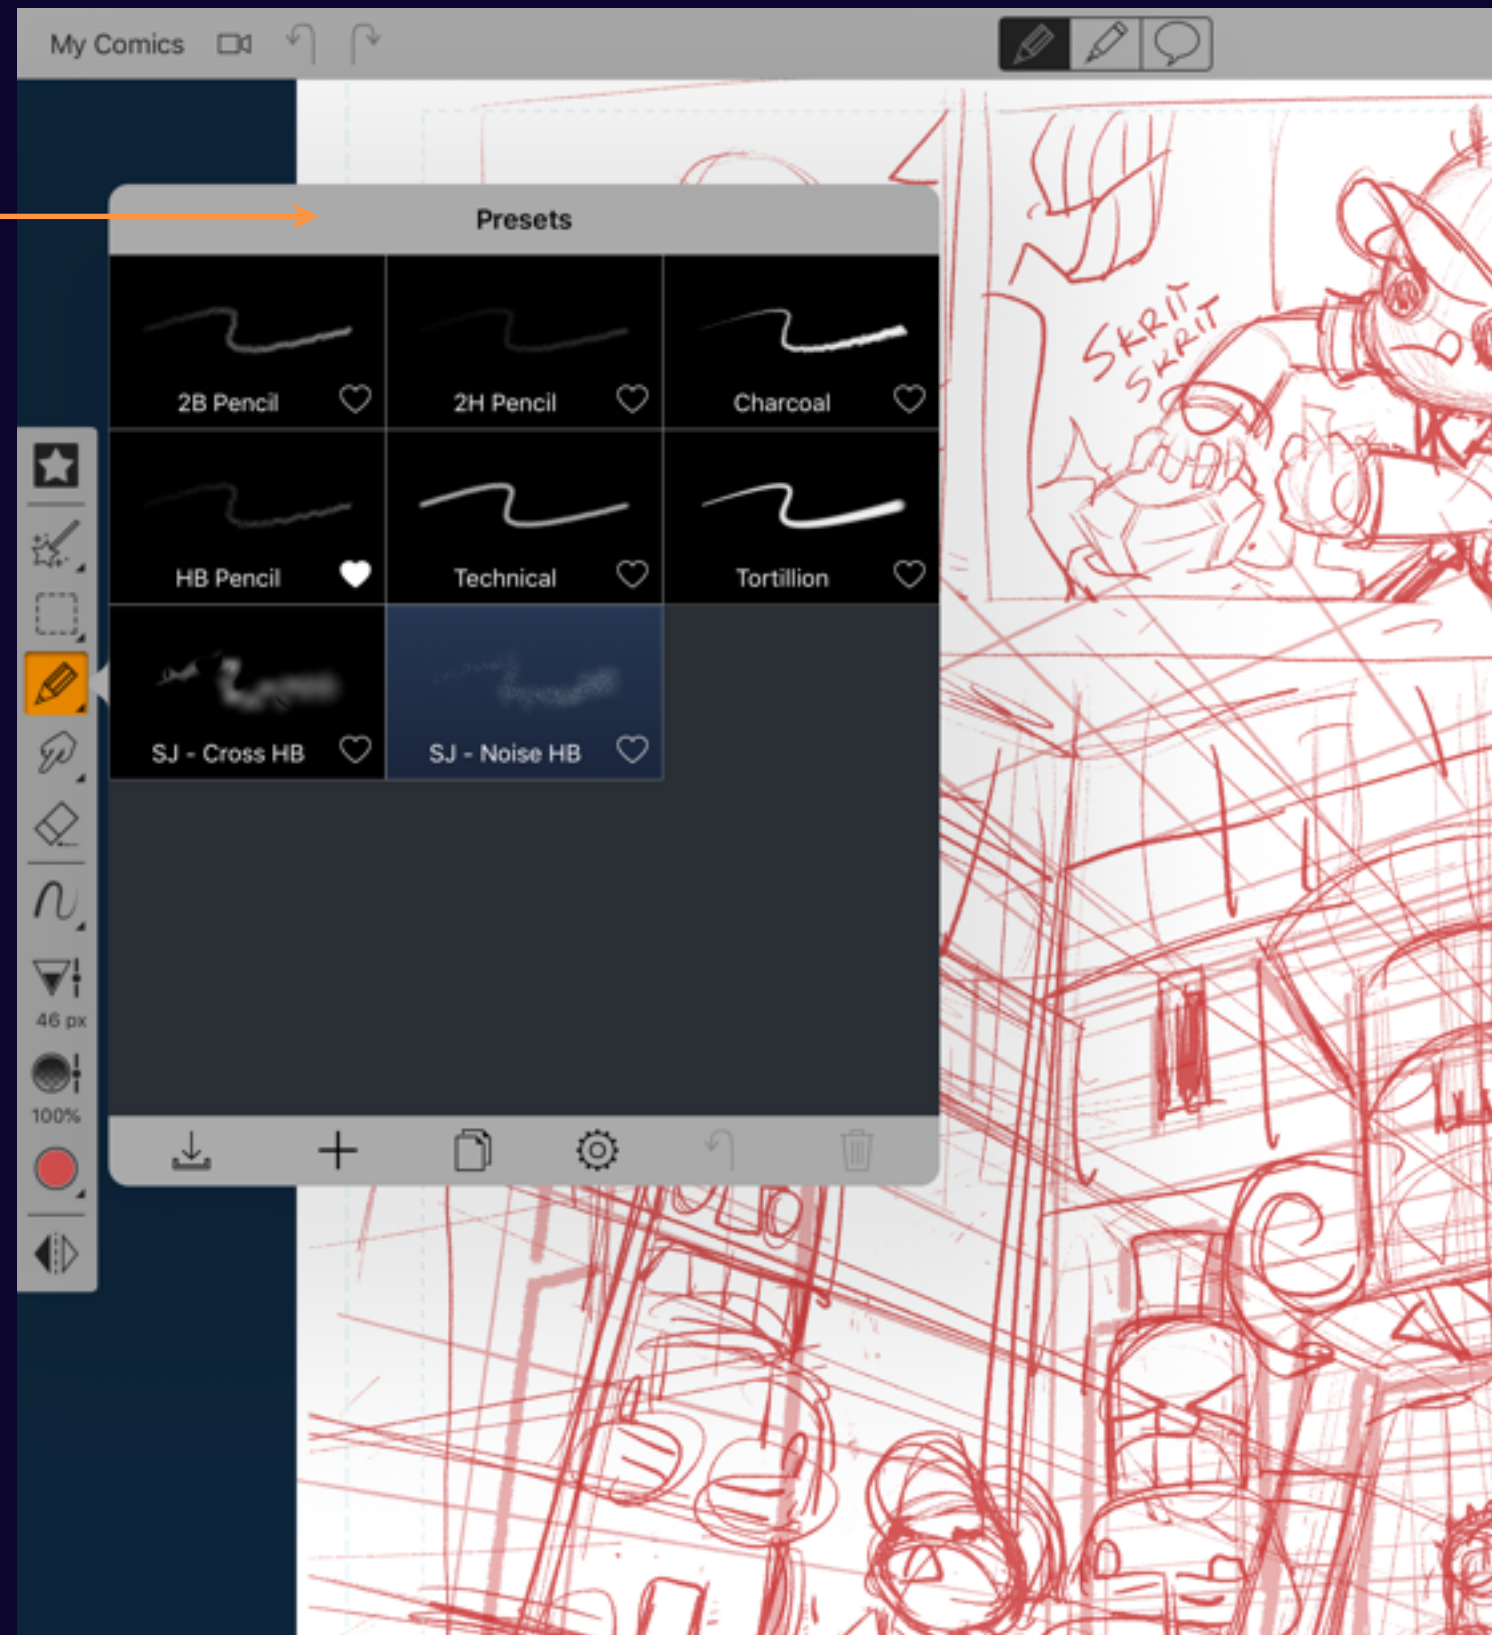 My Comics
Presets
2B Pencil
2H Pencil
Charcoal
HB Pencil
Technical
Tortillion
SJ - Cross HB
SJ - Noise HB
46 px
100%
SKRIT
SKRIT